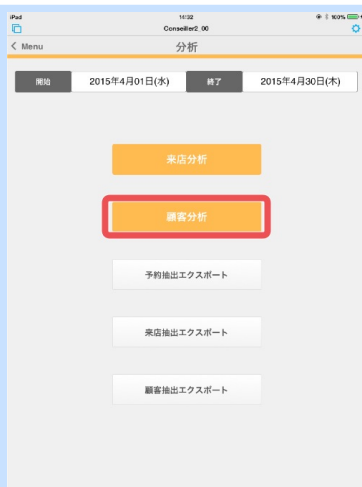 iPad 14:32 100%
Conseiller2_00
Menu 分析
開始 2015年4月01日(水) 終了 2015年4月30日(木)
来店分析
顧客分析
予約抽出エクスポート
来店抽出エクスポート
顧客抽出エクスポート